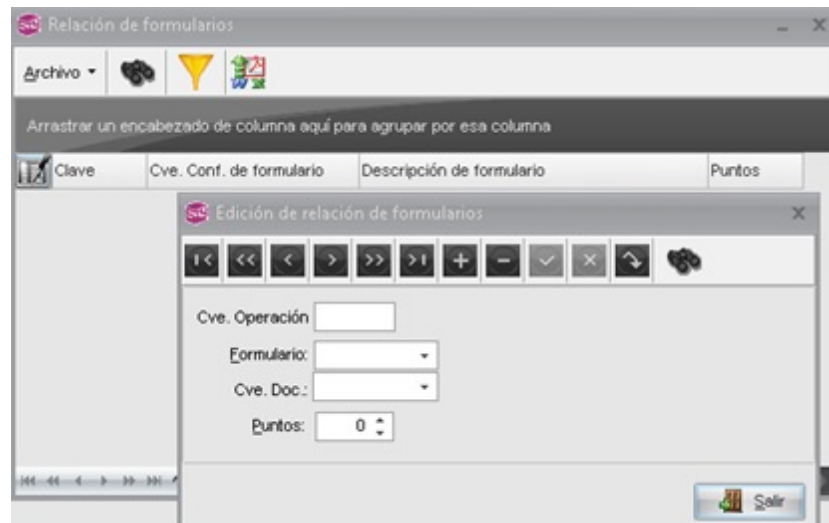 Relación de formularios
Archivo
Arrastrar un encabezado de columna aquí para agrupar por esa columna
Clave Cve. Conf. de formulario Descripción de formulario Puntos
Edición de relación de formularios
Cve. Operación
Formulario:
Cve. Doc.:
Puntos: 0
Salir